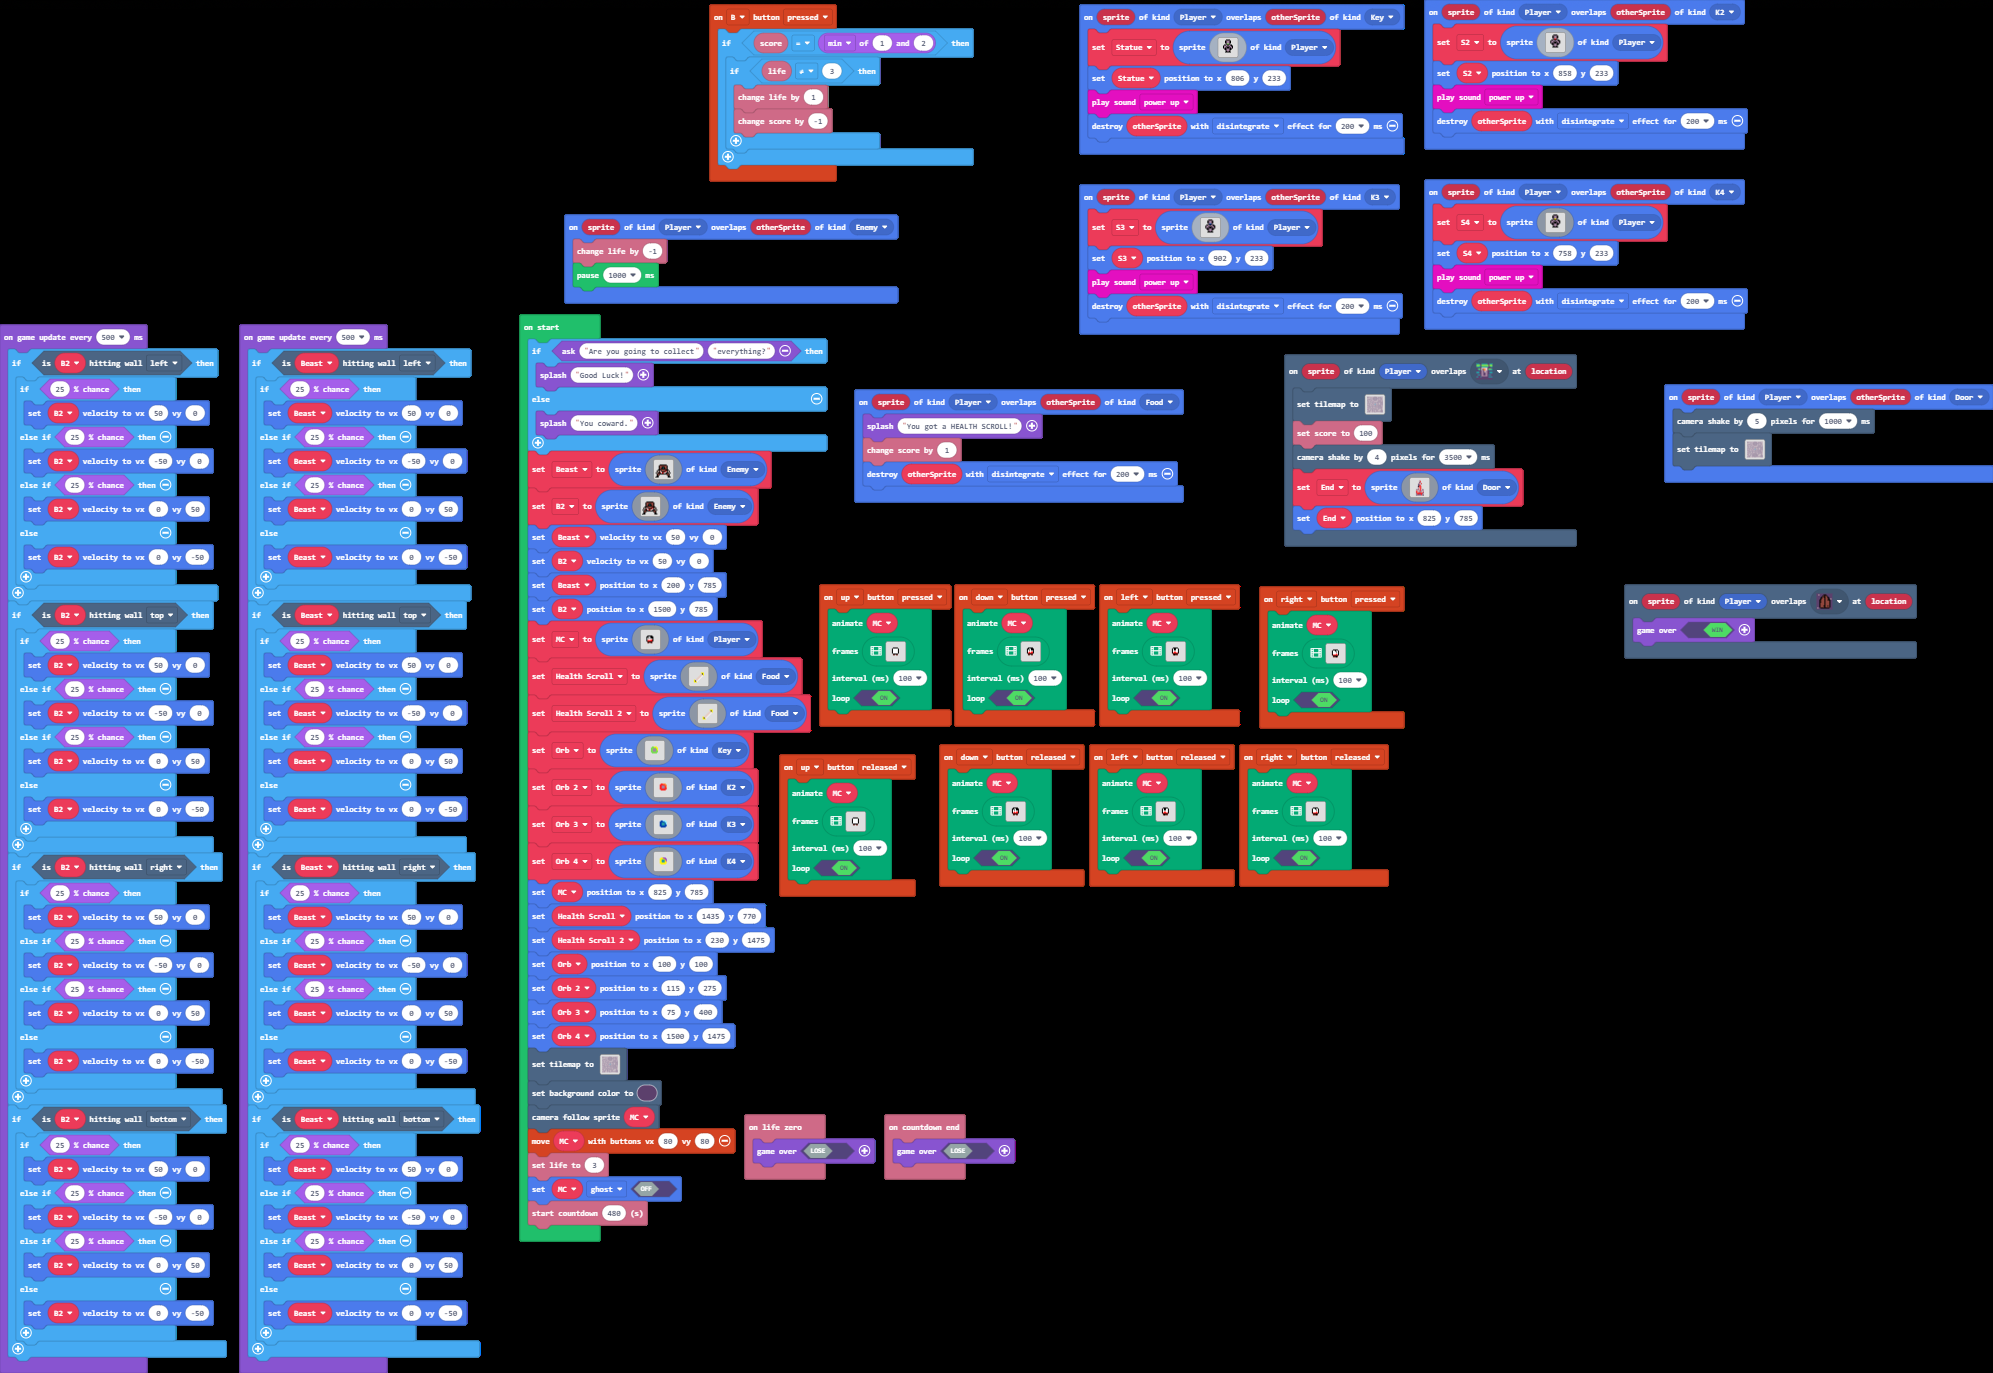 on B button pressed
if score = min of 1 and 2 then
if life ≠ 3 then
change life by 1
change score by -1
on sprite of kind Player overlaps otherSprite of kind Key
set Statue to sprite of kind Player
set Statue position to x 806 y 233
play sound power up
destroy otherSprite with disintegrate effect for 200 ms
on sprite of kind Player overlaps otherSprite of kind K2
set S2 to sprite of kind Player
set S2 position to x 858 y 233
play sound power up
destroy otherSprite with disintegrate effect for 200 ms
on sprite of kind Player overlaps otherSprite of kind K3
set S3 to sprite of kind Player
set S3 position to x 902 y 233
play sound power up
destroy otherSprite with disintegrate effect for 200 ms
on sprite of kind Player overlaps otherSprite of kind K4
set S4 to sprite of kind Player
set S4 position to x 758 y 233
play sound power up
destroy otherSprite with disintegrate effect for 200 ms
on sprite of kind Player overlaps otherSprite of kind Enemy
change life by -1
pause 1000 ms
on game update every 500 ms
if is B2 hitting wall left then
if 25 % chance then
set B2 velocity to vx 50 vy 0
else if 25 % chance then
set B2 velocity to vx -50 vy 0
else if 25 % chance then
set B2 velocity to vx 0 vy 50
else
set B2 velocity to vx 0 vy -50
if is B2 hitting wall top then
if 25 % chance then
set B2 velocity to vx 50 vy 0
else if 25 % chance then
set B2 velocity to vx -50 vy 0
else if 25 % chance then
set B2 velocity to vx 0 vy 50
else
set B2 velocity to vx 0 vy -50
if is B2 hitting wall right then
if 25 % chance then
set B2 velocity to vx 50 vy 0
else if 25 % chance then
set B2 velocity to vx -50 vy 0
else if 25 % chance then
set B2 velocity to vx 0 vy 50
else
set B2 velocity to vx 0 vy -50
if is B2 hitting wall bottom then
if 25 % chance then
set B2 velocity to vx 50 vy 0
else if 25 % chance then
set B2 velocity to vx -50 vy 0
else if 25 % chance then
set B2 velocity to vx 0 vy 50
else
set B2 velocity to vx 0 vy -50
on game update every 500 ms
if is Beast hitting wall left then
if 25 % chance then
set Beast velocity to vx 50 vy 0
else if 25 % chance then
set Beast velocity to vx -50 vy 0
else if 25 % chance then
set Beast velocity to vx 0 vy 50
else
set Beast velocity to vx 0 vy -50
if is Beast hitting wall top then
if 25 % chance then
set Beast velocity to vx 50 vy 0
else if 25 % chance then
set Beast velocity to vx -50 vy 0
else if 25 % chance then
set Beast velocity to vx 0 vy 50
else
set Beast velocity to vx 0 vy -50
if is Beast hitting wall right then
if 25 % chance then
set Beast velocity to vx 50 vy 0
else if 25 % chance then
set Beast velocity to vx -50 vy 0
else if 25 % chance then
set Beast velocity to vx 0 vy 50
else
set Beast velocity to vx 0 vy -50
if is Beast hitting wall bottom then
if 25 % chance then
set Beast velocity to vx 50 vy 0
else if 25 % chance then
set Beast velocity to vx -50 vy 0
else if 25 % chance then
set Beast velocity to vx 0 vy 50
else
set Beast velocity to vx 0 vy -50
on start
if ask "Are you going to collect" "everything?" then
splash "Good Luck!"
else
splash "You coward."
set Beast to sprite of kind Enemy
set B2 to sprite of kind Enemy
set Beast velocity to vx 50 vy 0
set B2 velocity to vx 50 vy 0
set Beast position to x 200 y 785
set B2 position to x 1500 y 785
set MC to sprite of kind Player
set Health Scroll to sprite of kind Food
set Health Scroll 2 to sprite of kind Food
set Orb to sprite of kind Key
set Orb 2 to sprite of kind K2
set Orb 3 to sprite of kind K3
set Orb 4 to sprite of kind K4
set MC position to x 825 y 785
set Health Scroll position to x 1435 y 770
set Health Scroll 2 position to x 230 y 1475
set Orb position to x 100 y 100
set Orb 2 position to x 115 y 275
set Orb 3 position to x 75 y 400
set Orb 4 position to x 1500 y 1475
set tilemap to
set background color to
camera follow sprite MC
move MC with buttons vx 80 vy 80
set life to 3
set MC ghost OFF
start countdown 480 (s)
on sprite of kind Player overlaps otherSprite of kind Food
splash "You got a HEALTH SCROLL!"
change score by 1
destroy otherSprite with disintegrate effect for 200 ms
on sprite of kind Player overlaps at location
set tilemap to
set score to 100
camera shake by 4 pixels for 3500 ms
set End to sprite of kind Door
set End position to x 825 y 785
on sprite of kind Player overlaps otherSprite of kind Door
camera shake by 5 pixels for 1000 ms
set tilemap to
on sprite of kind Player overlaps at location
game over WIN
on up button pressed
animate MC
frames
interval (ms) 100
loop ON
on down button pressed
animate MC
frames
interval (ms) 100
loop ON
on left button pressed
animate MC
frames
interval (ms) 100
loop ON
on right button pressed
animate MC
frames
interval (ms) 100
loop ON
on up button released
animate MC
frames
interval (ms) 100
loop ON
on down button released
animate MC
frames
interval (ms) 100
loop ON
on left button released
animate MC
frames
interval (ms) 100
loop ON
on right button released
animate MC
frames
interval (ms) 100
loop ON
on life zero
game over LOSE
on countdown end
game over LOSE